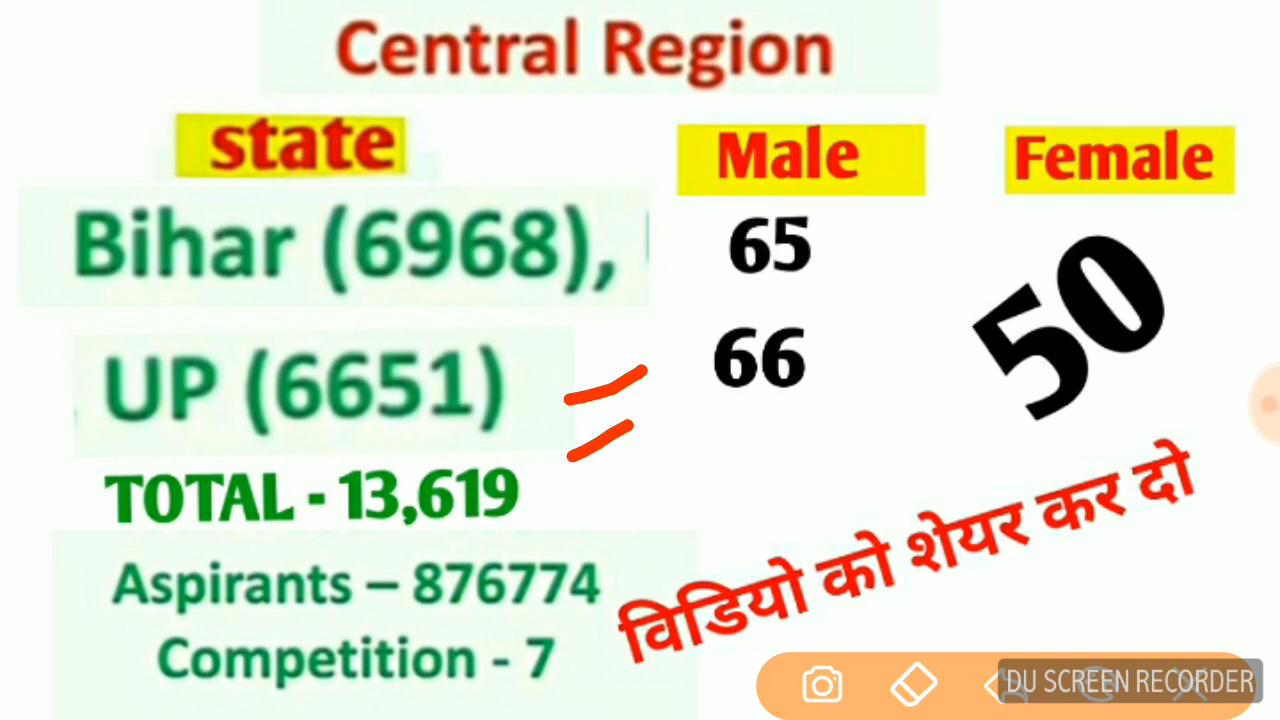 Central Region
state Male Female
Bihar (6968), 65 50
UP (6651) 66
TOTAL - 13,619
Aspirants – 876774
Competition - 7
विडियो को शेयर कर दो
DU SCREEN RECORDER